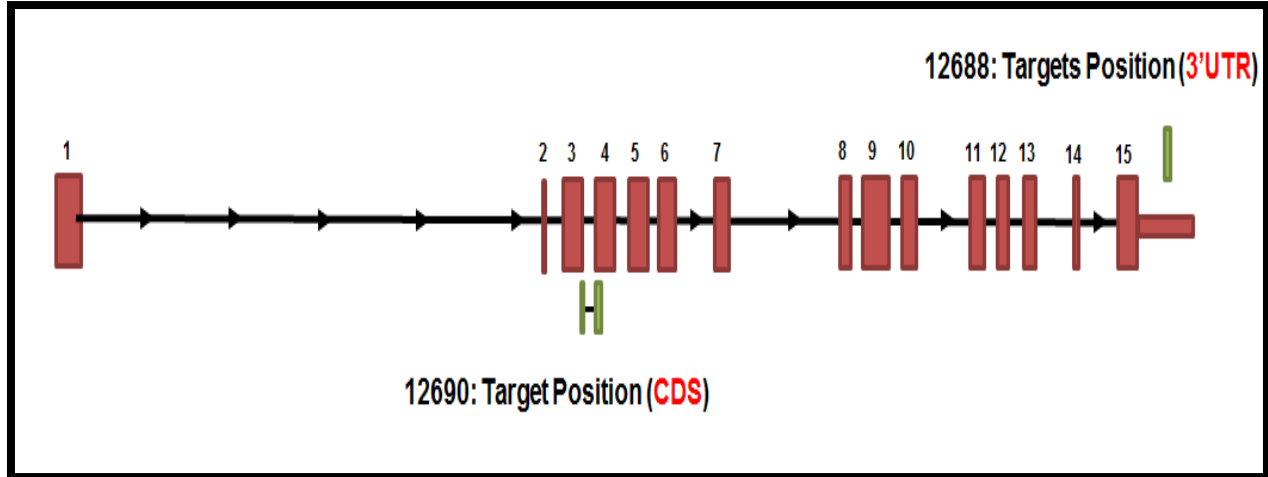 12688: Targets Position (3'UTR)
1 2 3 4 5 6 7 8 9 10 11 12 13 14 15
12690: Target Position (CDS)